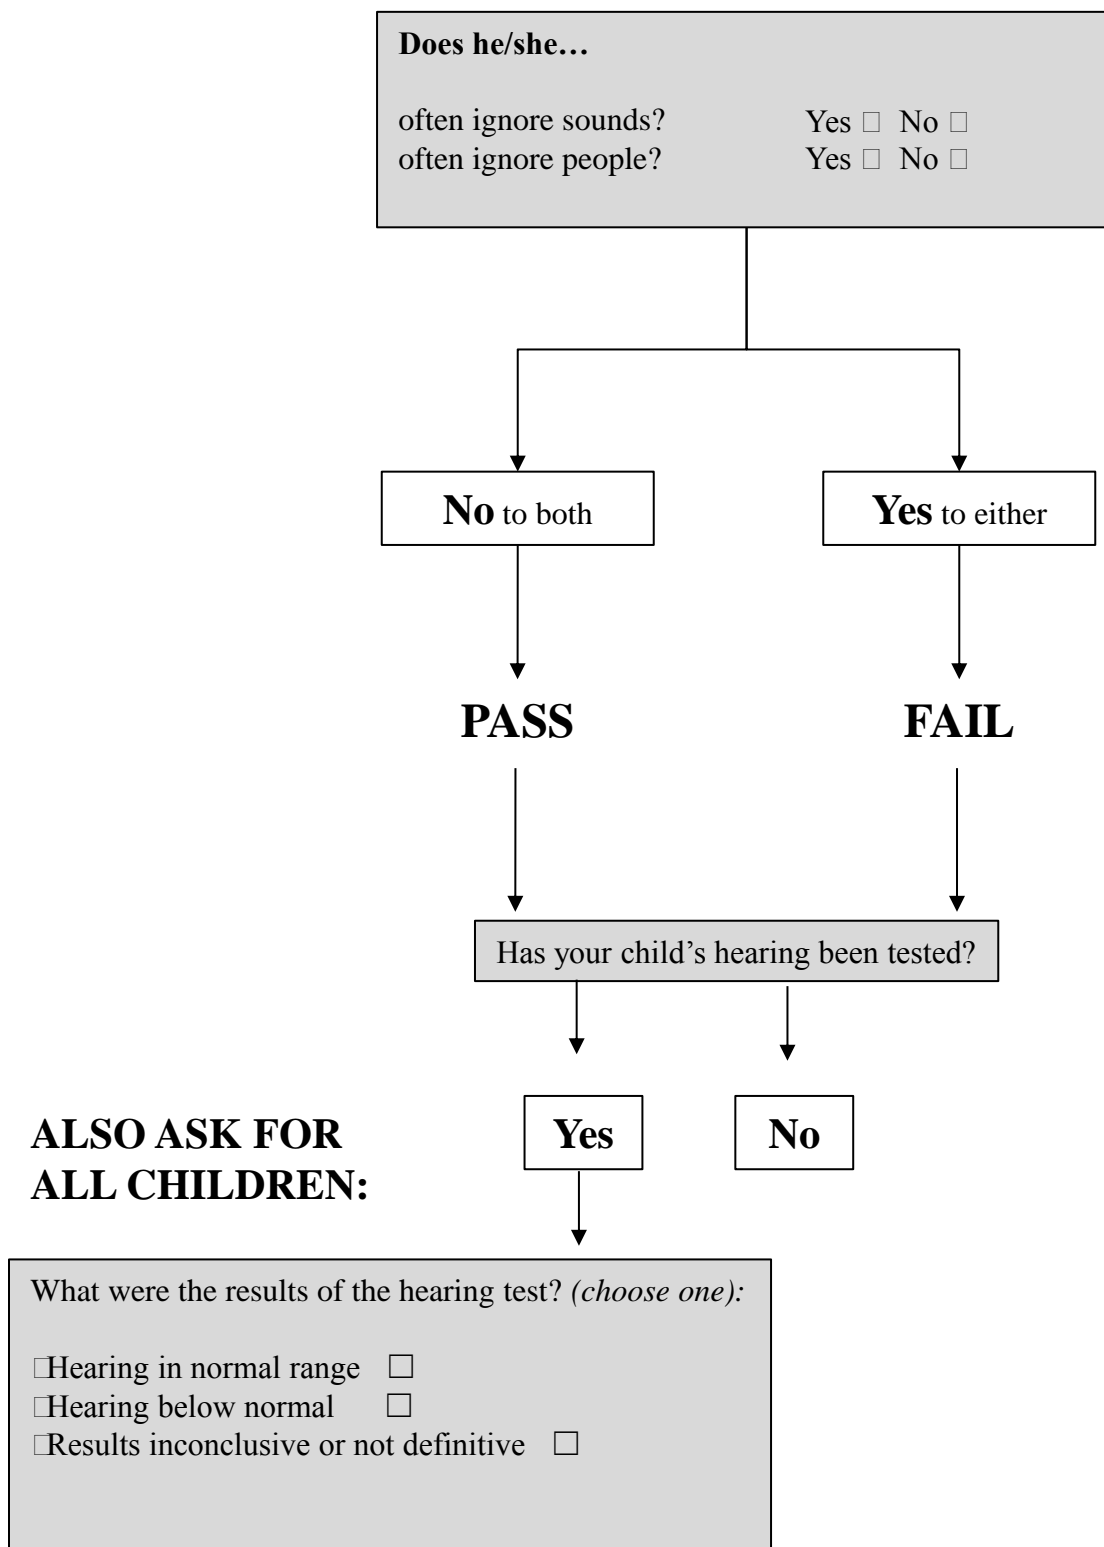 Does he/she…
often ignore sounds? Yes □ No □
often ignore people? Yes □ No □
No to both
Yes to either
PASS
FAIL
Has your child’s hearing been tested?
Yes
No
ALSO ASK FOR
ALL CHILDREN:
What were the results of the hearing test? (choose one):
□Hearing in normal range □
□Hearing below normal □
□Results inconclusive or not definitive □